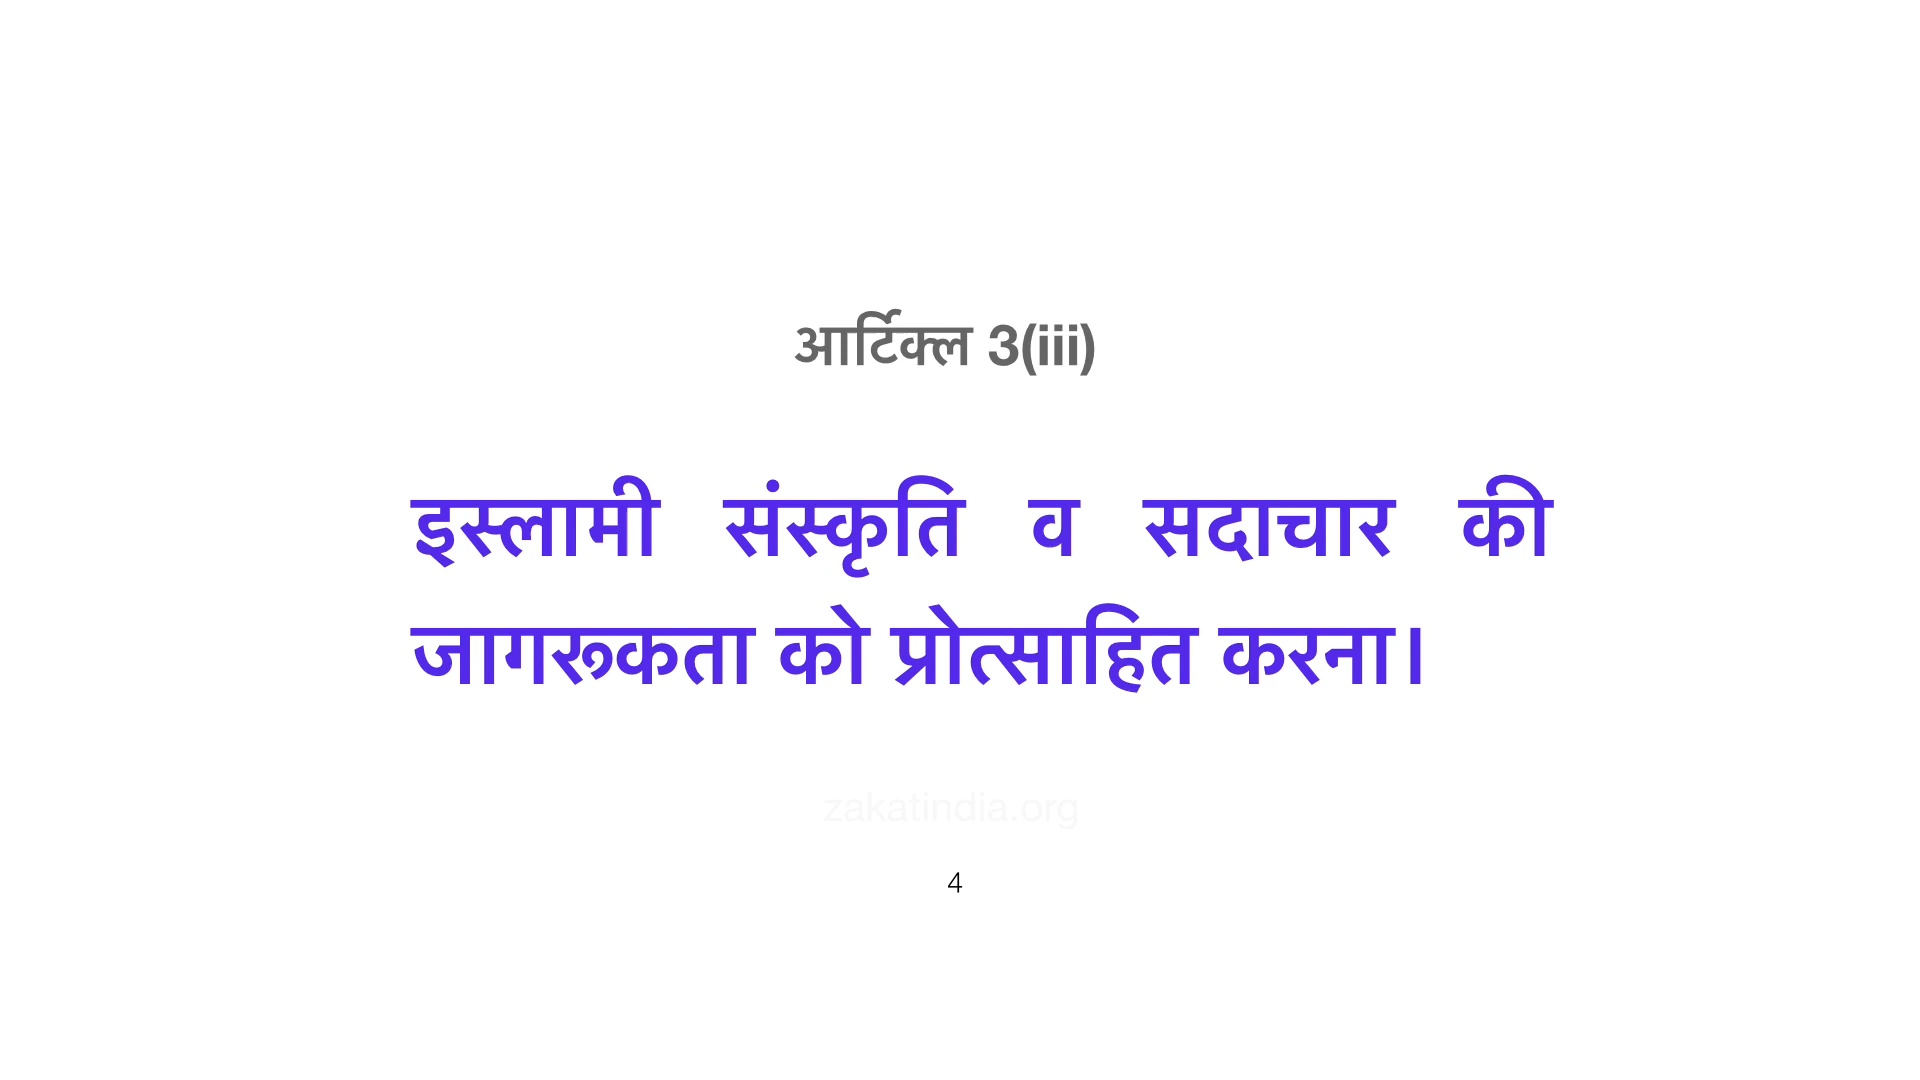 आर्टिक्ल 3(iii)
इस्लामी संस्कृति व सदाचार की
जागरूकता को प्रोत्साहित करना।
zakatindia.org
4